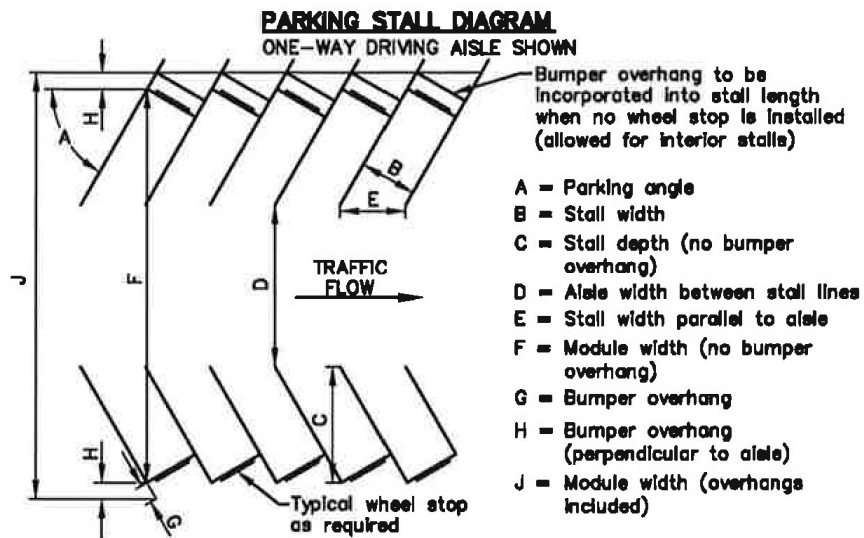 PARKING STALL DIAGRAM
ONE-WAY DRIVING AISLE SHOWN
Bumper overhang to be
incorporated into stall length
when no wheel stop is installed
(allowed for interior stalls)
H
A
B
E
J
F
D
TRAFFIC
FLOW
C
H
G
Typical wheel stop
as required
A = Parking angle
B = Stall width
C = Stall depth (no bumper
overhang)
D = Aisle width between stall lines
E = Stall width parallel to aisle
F = Module width (no bumper
overhang)
G = Bumper overhang
H = Bumper overhang
(perpendicular to aisle)
J = Module width (overhangs
included)